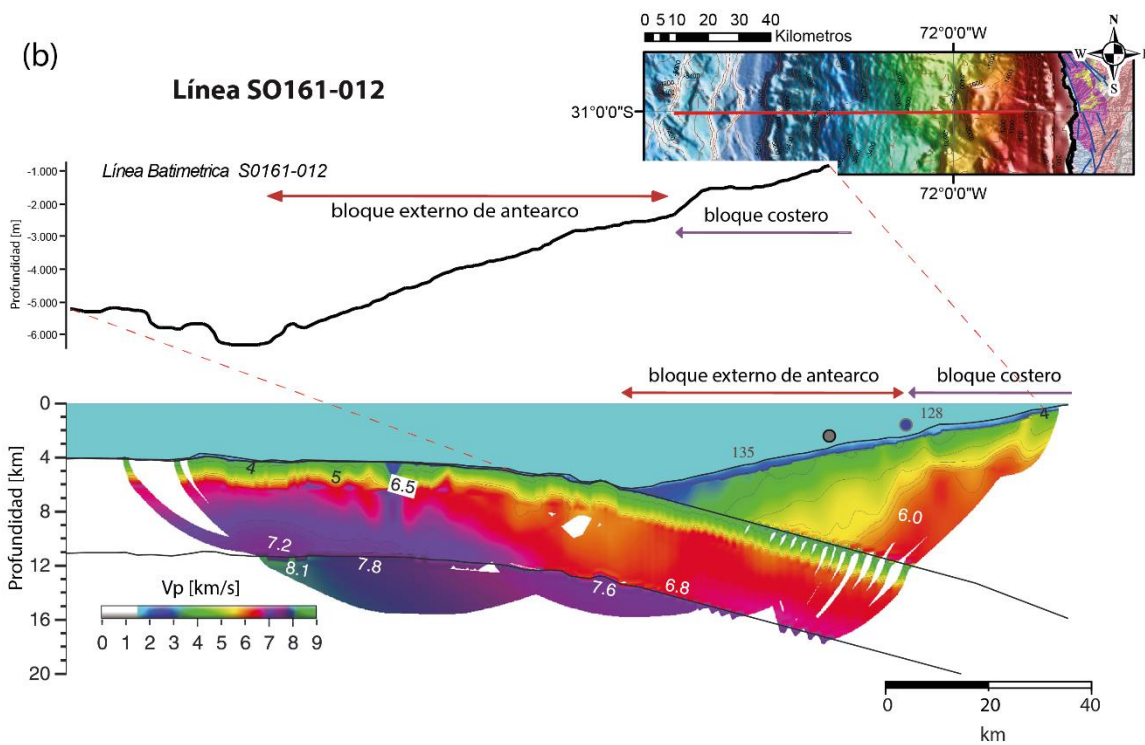 (b)
Línea SO161-012
0 5 10 20 30 40
Kilometros
72°0'0"W
N
W
S
31°0'0"S
72°0'0"W
Línea Batimetrica S0161-012
bloque externo de antearco
bloque costero
Profundidad [m]
-1.000
-2.000
-3.000
-4.000
-5.000
-6.000
bloque externo de antearco
bloque costero
Profundidad [km]
0
4
8
12
16
20
128
135
4
4
5
6.5
6.0
7.2
8.1
7.8
7.6
6.8
Vp [km/s]
0 1 2 3 4 5 6 7 8 9
0 20 40
km